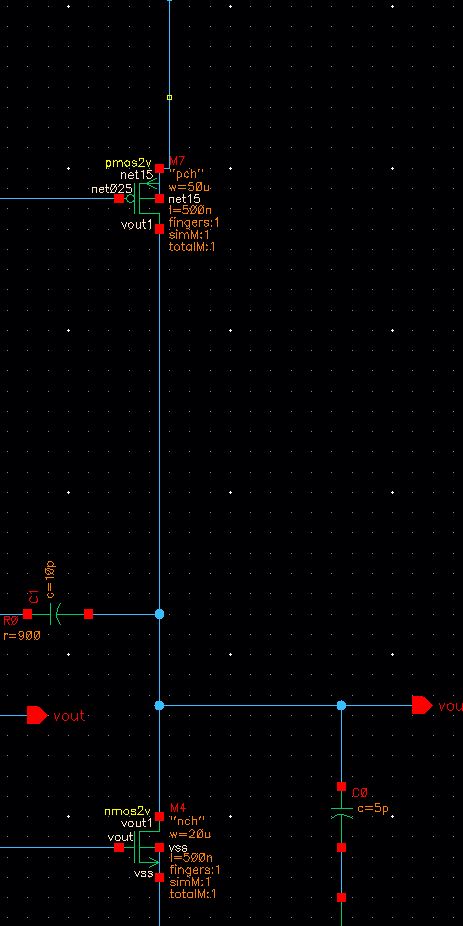 pmos2v
M7
net15
"pch"
w=50u
net025
net15
l=500n
fingers:1
vout1
simM:1
totalM:1
C1
c=10p
R0
r=900
vout
vou
C0
c=5p
nmos2v
M4
vout1
"nch"
w=20u
vout
vss
l=500n
fingers:1
vss
simM:1
totalM:1